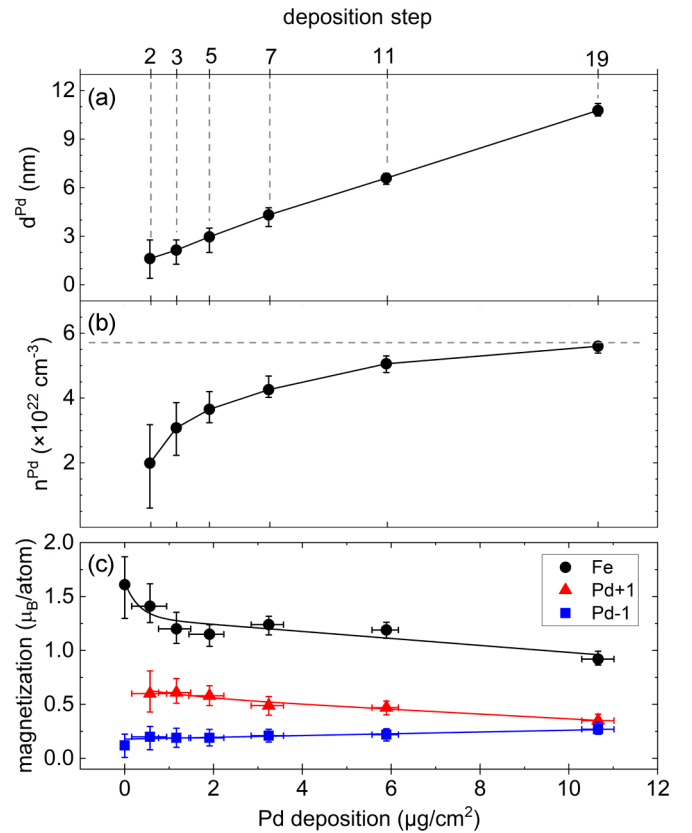 deposition step
2 3 5 7 11 19
(a)
12
9
6
3
0
d^Pd (nm)
(b)
6
4
2
n^Pd (×10^22 cm^-3)
(c)
2.0
1.5
1.0
0.5
0.0
magnetization (μ_B/atom)
Fe
Pd+1
Pd-1
0 2 4 6 8 10 12
Pd deposition (μg/cm^2)